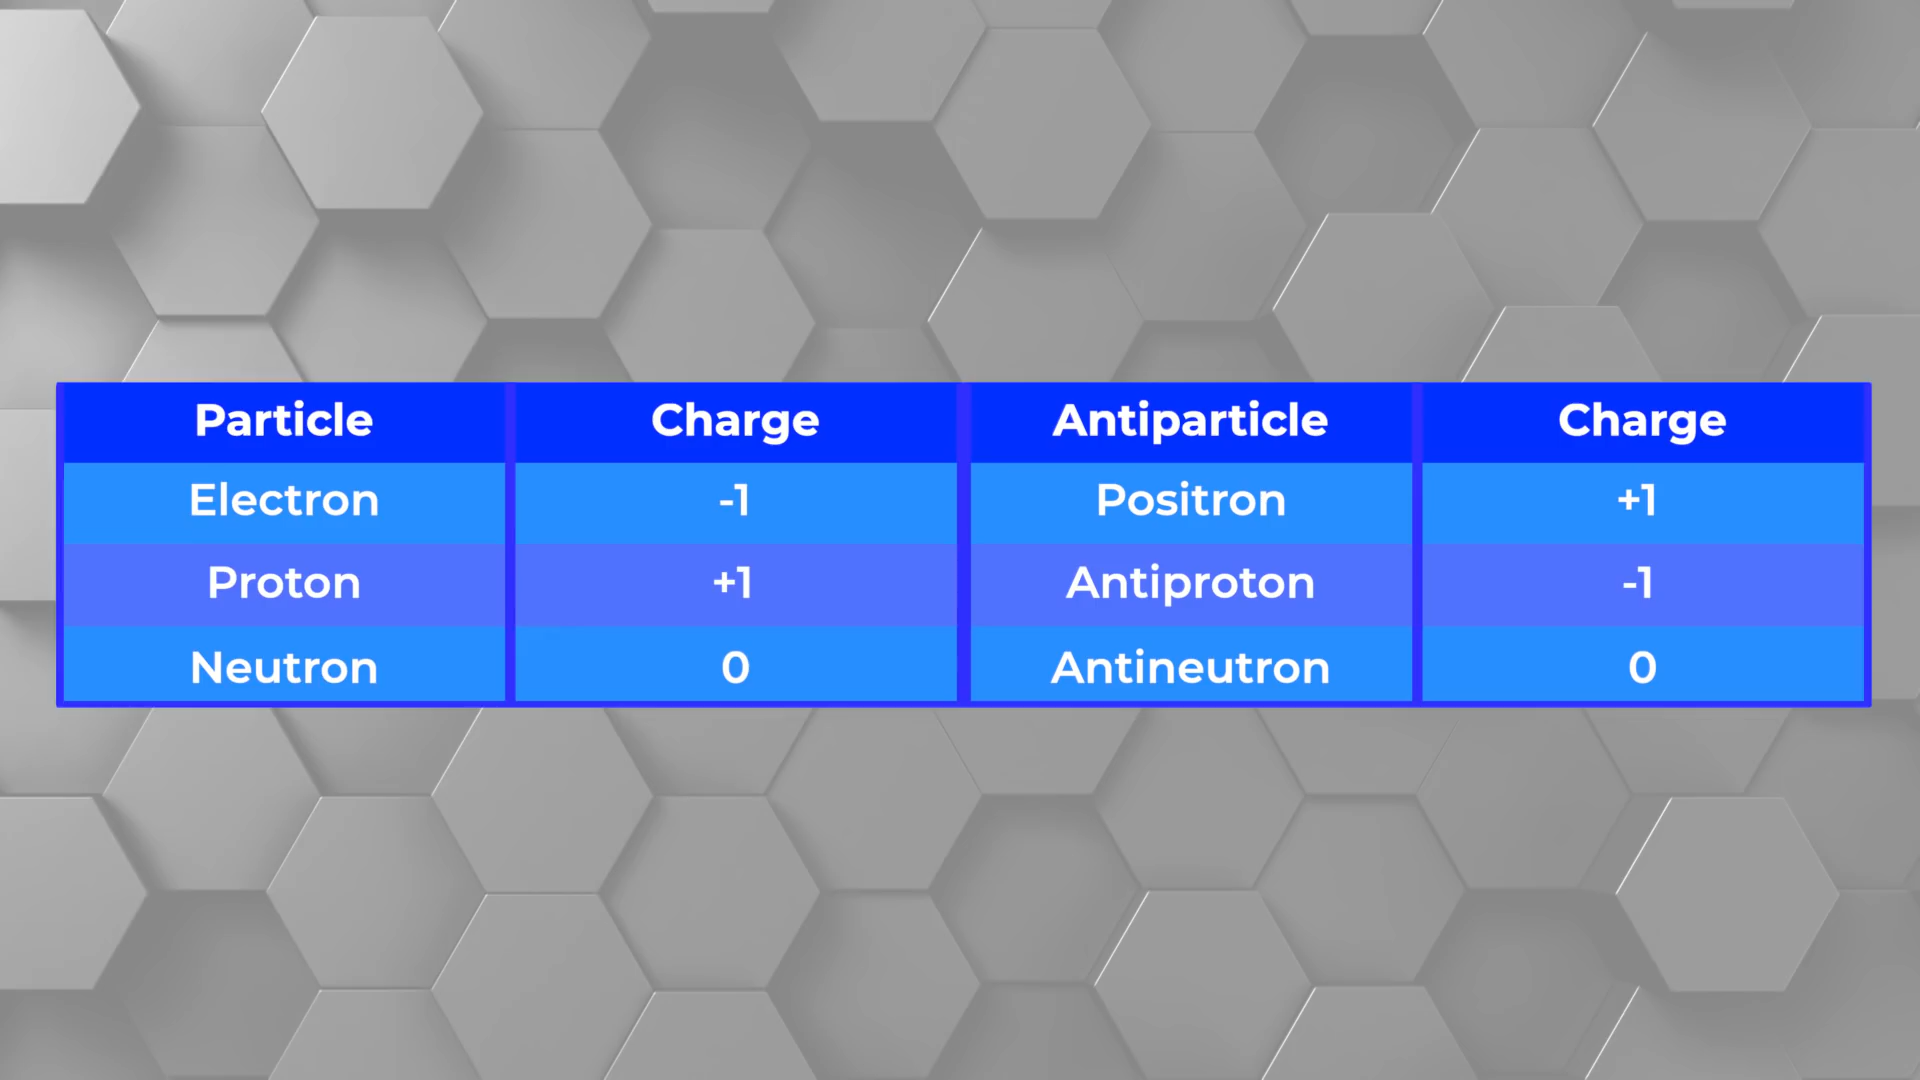 Particle Charge Antiparticle Charge
Electron -1 Positron +1
Proton +1 Antiproton -1
Neutron 0 Antineutron 0